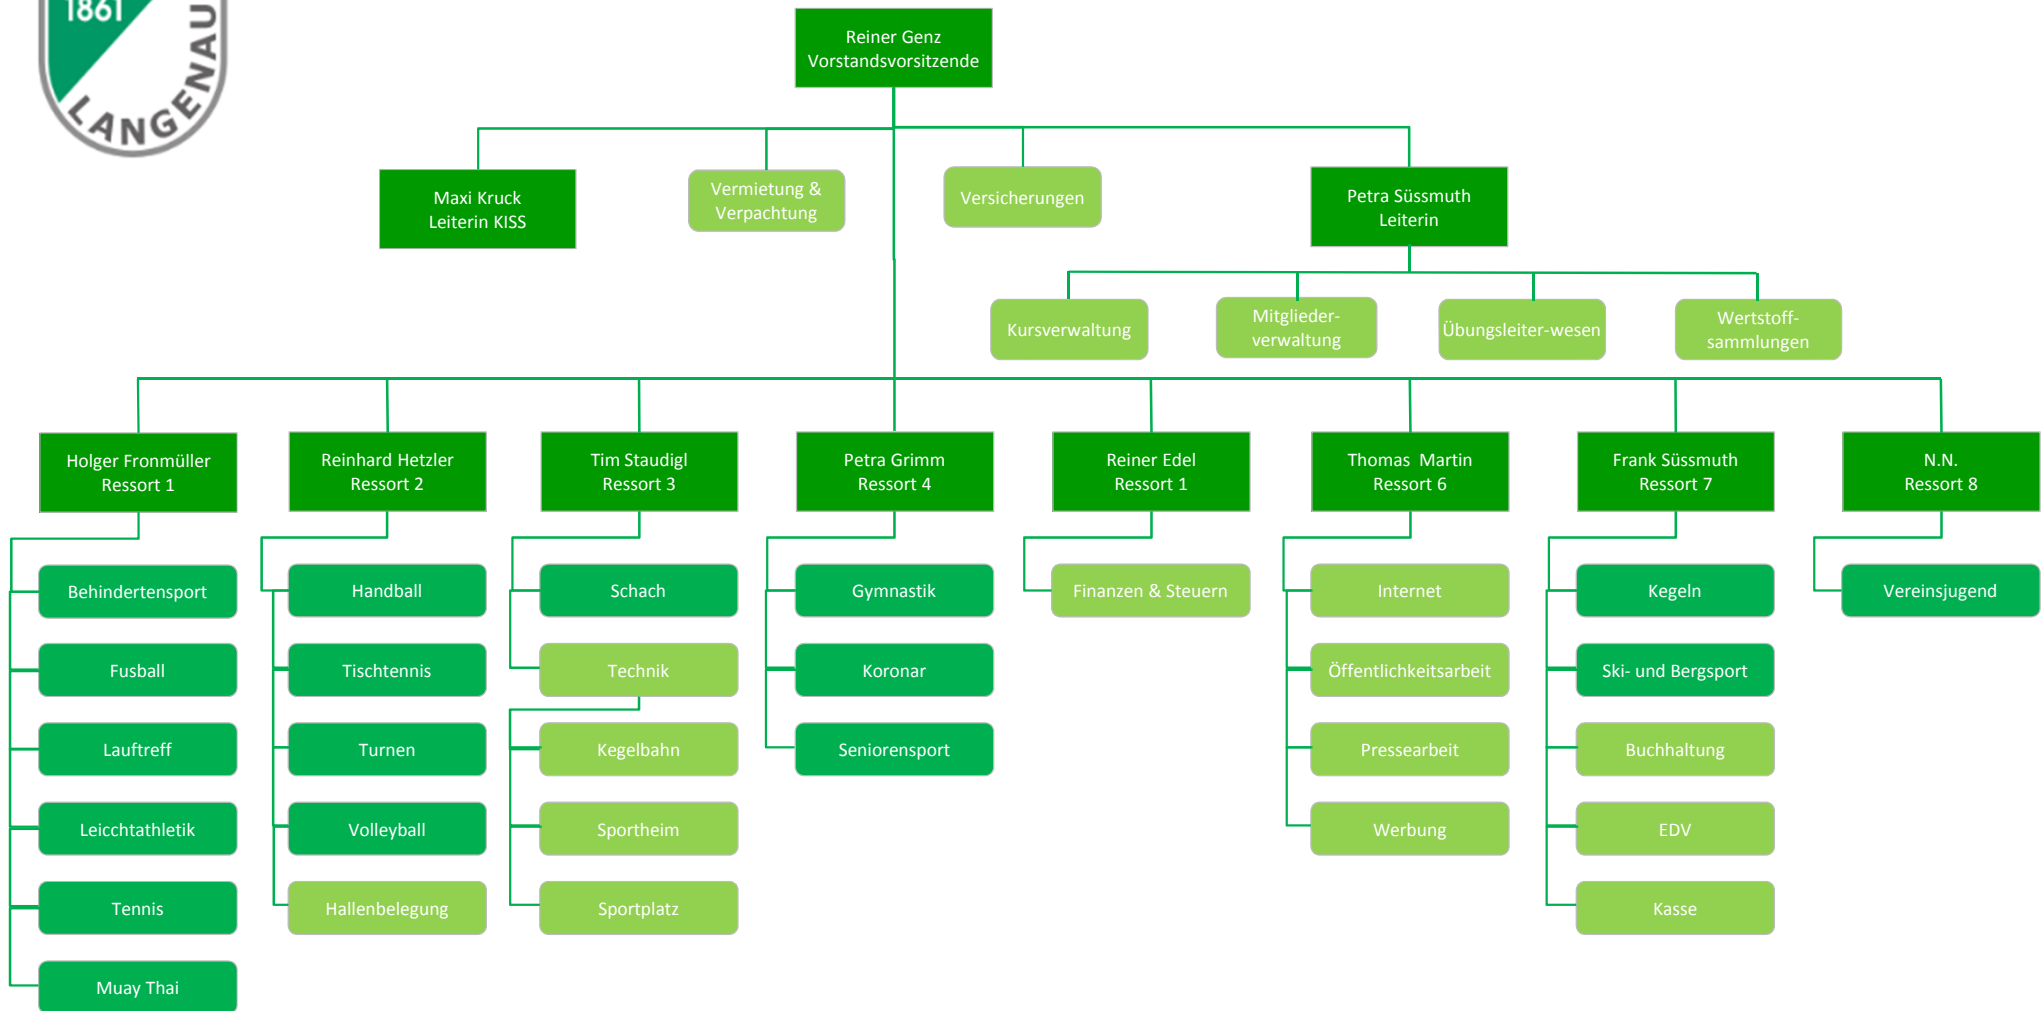 1861
LANGENAU
Reiner Genz
Vorstandsvorsitzende
Maxi Kruck
Leiterin KISS
Vermietung &
Verpachtung
Versicherungen
Petra Süssmuth
Leiterin
Kursverwaltung
Mitglieder-
verwaltung
Übungsleiter-wesen
Wertstoff-
sammlungen
Holger Fronmüller
Ressort 1
Reinhard Hetzler
Ressort 2
Tim Staudigl
Ressort 3
Petra Grimm
Ressort 4
Reiner Edel
Ressort 1
Thomas Martin
Ressort 6
Frank Süssmuth
Ressort 7
N.N.
Ressort 8
Behindertensport
Fusball
Lauftreff
Leicchtathletik
Tennis
Muay Thai
Handball
Tischtennis
Turnen
Volleyball
Hallenbelegung
Schach
Technik
Kegelbahn
Sportheim
Sportplatz
Gymnastik
Koronar
Seniorensport
Finanzen & Steuern
Internet
Öffentlichkeitsarbeit
Pressearbeit
Werbung
Kegeln
Ski- und Bergsport
Buchhaltung
EDV
Kasse
Vereinsjugend